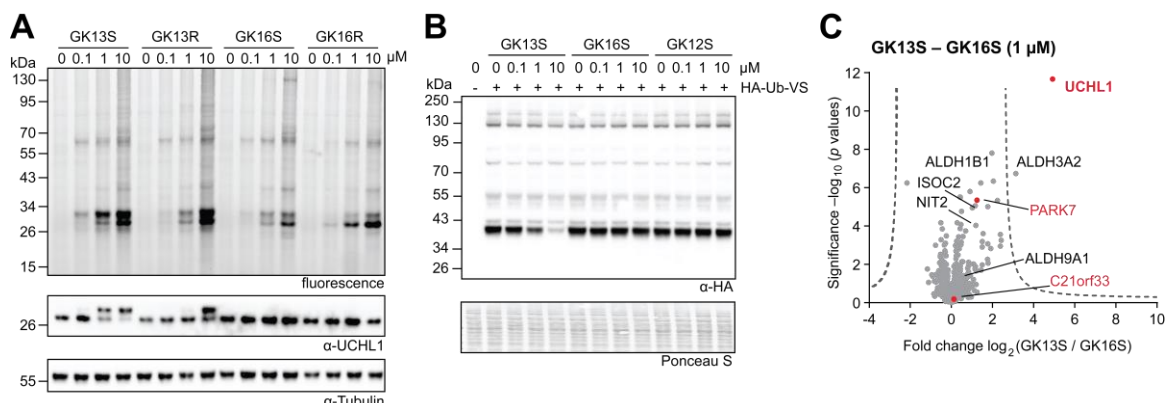 A
GK13S GK13R GK16S GK16R
0 0.1 1 10 0 0.1 1 10 0 0.1 1 10 0 0.1 1 10 μM
kDa
130
95
70
55
43
34
26
15
fluorescence
26
α-UCHL1
55
α-Tubulin
B
GK13S GK16S GK12S
0 0 0.1 1 10 0 0.1 1 10 0 0.1 1 10 μM
- + + + + + + + + + + + + HA-Ub-VS
kDa
250
130
95
72
55
43
34
26
α-HA
Ponceau S
C
GK13S – GK16S (1 μM)
Significance –log10 (p values)
12
10
8
6
4
2
0
UCHL1
ALDH1B1 ALDH3A2
ISOC2
NIT2
PARK7
ALDH9A1
C21orf33
-4 -2 0 2 4 6 8 10
Fold change log2(GK13S / GK16S)